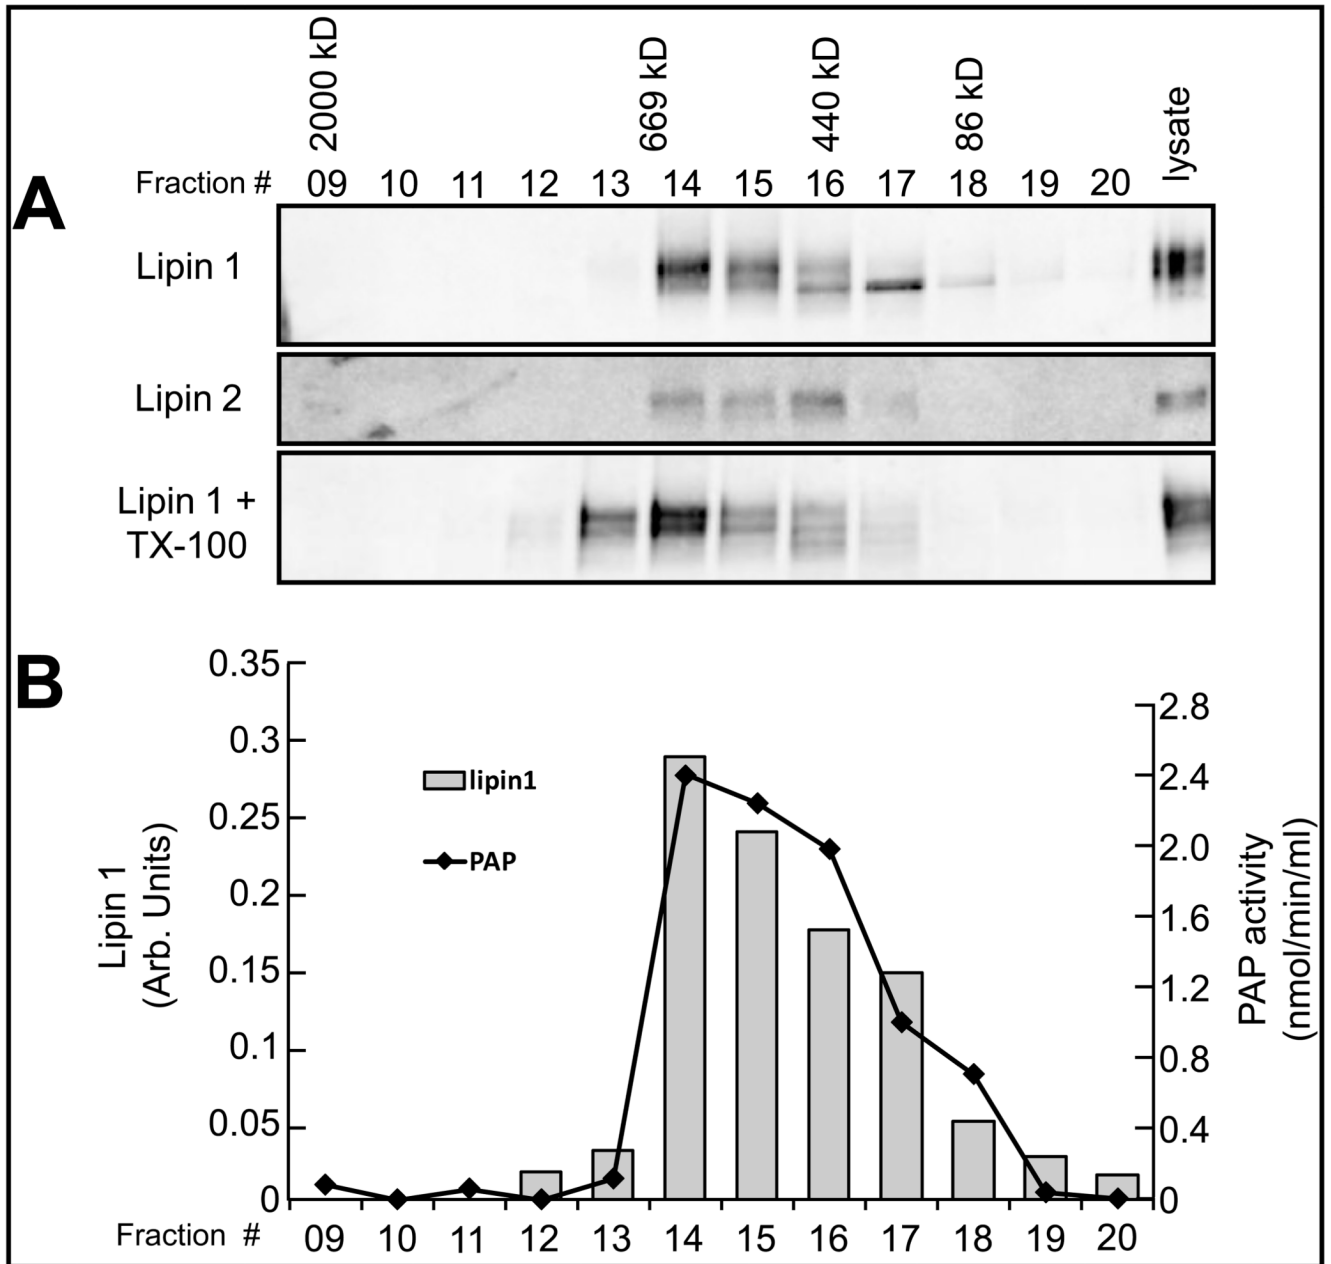 2000 kD 669 kD 440 kD 86 kD lysate
A
Fraction # 09 10 11 12 13 14 15 16 17 18 19 20
Lipin 1
Lipin 2
Lipin 1 +
TX-100
B
0.35
0.3
0.25
0.2
0.15
0.1
0.05
0
Lipin 1
(Arb. Units)
lipin1
PAP
2.8
2.4
2.0
1.6
1.2
0.8
0.4
0
PAP activity
(nmol/min/ml)
Fraction # 09 10 11 12 13 14 15 16 17 18 19 20